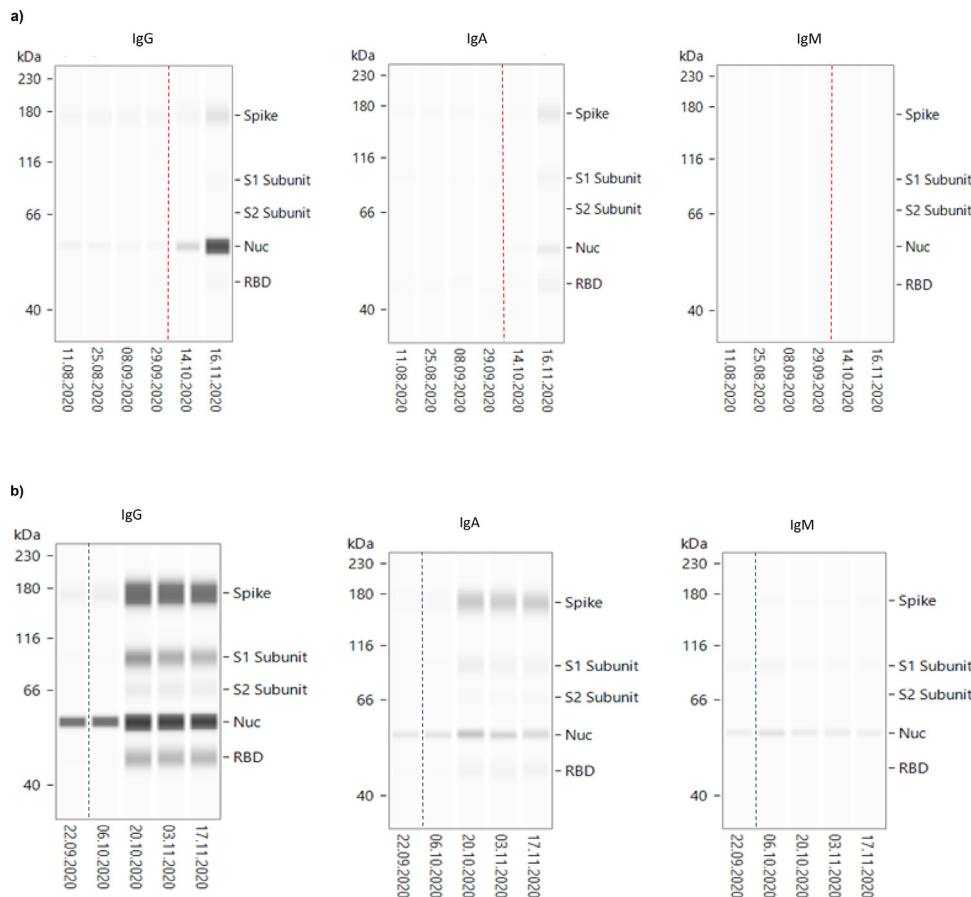 a)
IgG
kDa
230
180
116
66
40
Spike
S1 Subunit
S2 Subunit
Nuc
RBD
11.08.2020
25.08.2020
08.09.2020
29.09.2020
14.10.2020
16.11.2020
IgA
kDa
230
180
116
66
40
Spike
S1 Subunit
S2 Subunit
Nuc
RBD
11.08.2020
25.08.2020
08.09.2020
29.09.2020
14.10.2020
16.11.2020
IgM
kDa
230
180
116
66
40
Spike
S1 Subunit
S2 Subunit
Nuc
RBD
11.08.2020
25.08.2020
08.09.2020
29.09.2020
14.10.2020
16.11.2020
b)
IgG
kDa
230
180
116
66
40
Spike
S1 Subunit
S2 Subunit
Nuc
RBD
22.09.2020
06.10.2020
20.10.2020
03.11.2020
17.11.2020
IgA
kDa
230
180
116
66
40
Spike
S1 Subunit
S2 Subunit
Nuc
RBD
22.09.2020
06.10.2020
20.10.2020
03.11.2020
17.11.2020
IgM
kDa
230
180
116
66
40
Spike
S1 Subunit
S2 Subunit
Nuc
RBD
22.09.2020
06.10.2020
20.10.2020
03.11.2020
17.11.2020